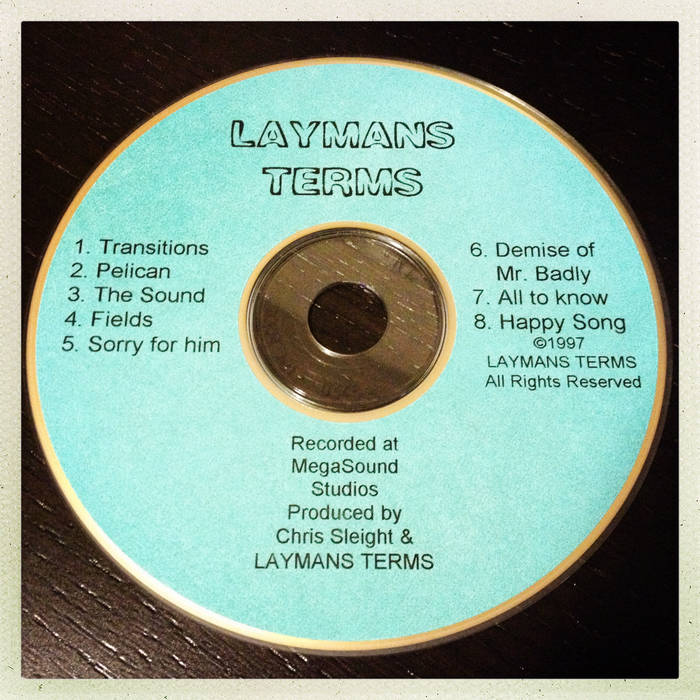 LAYMANS
TERMS
1. Transitions
2. Pelican
3. The Sound
4. Fields
5. Sorry for him
6. Demise of
Mr. Badly
7. All to know
8. Happy Song
©1997
LAYMANS TERMS
All Rights Reserved
Recorded at
MegaSound
Studios
Produced by
Chris Sleight &
LAYMANS TERMS